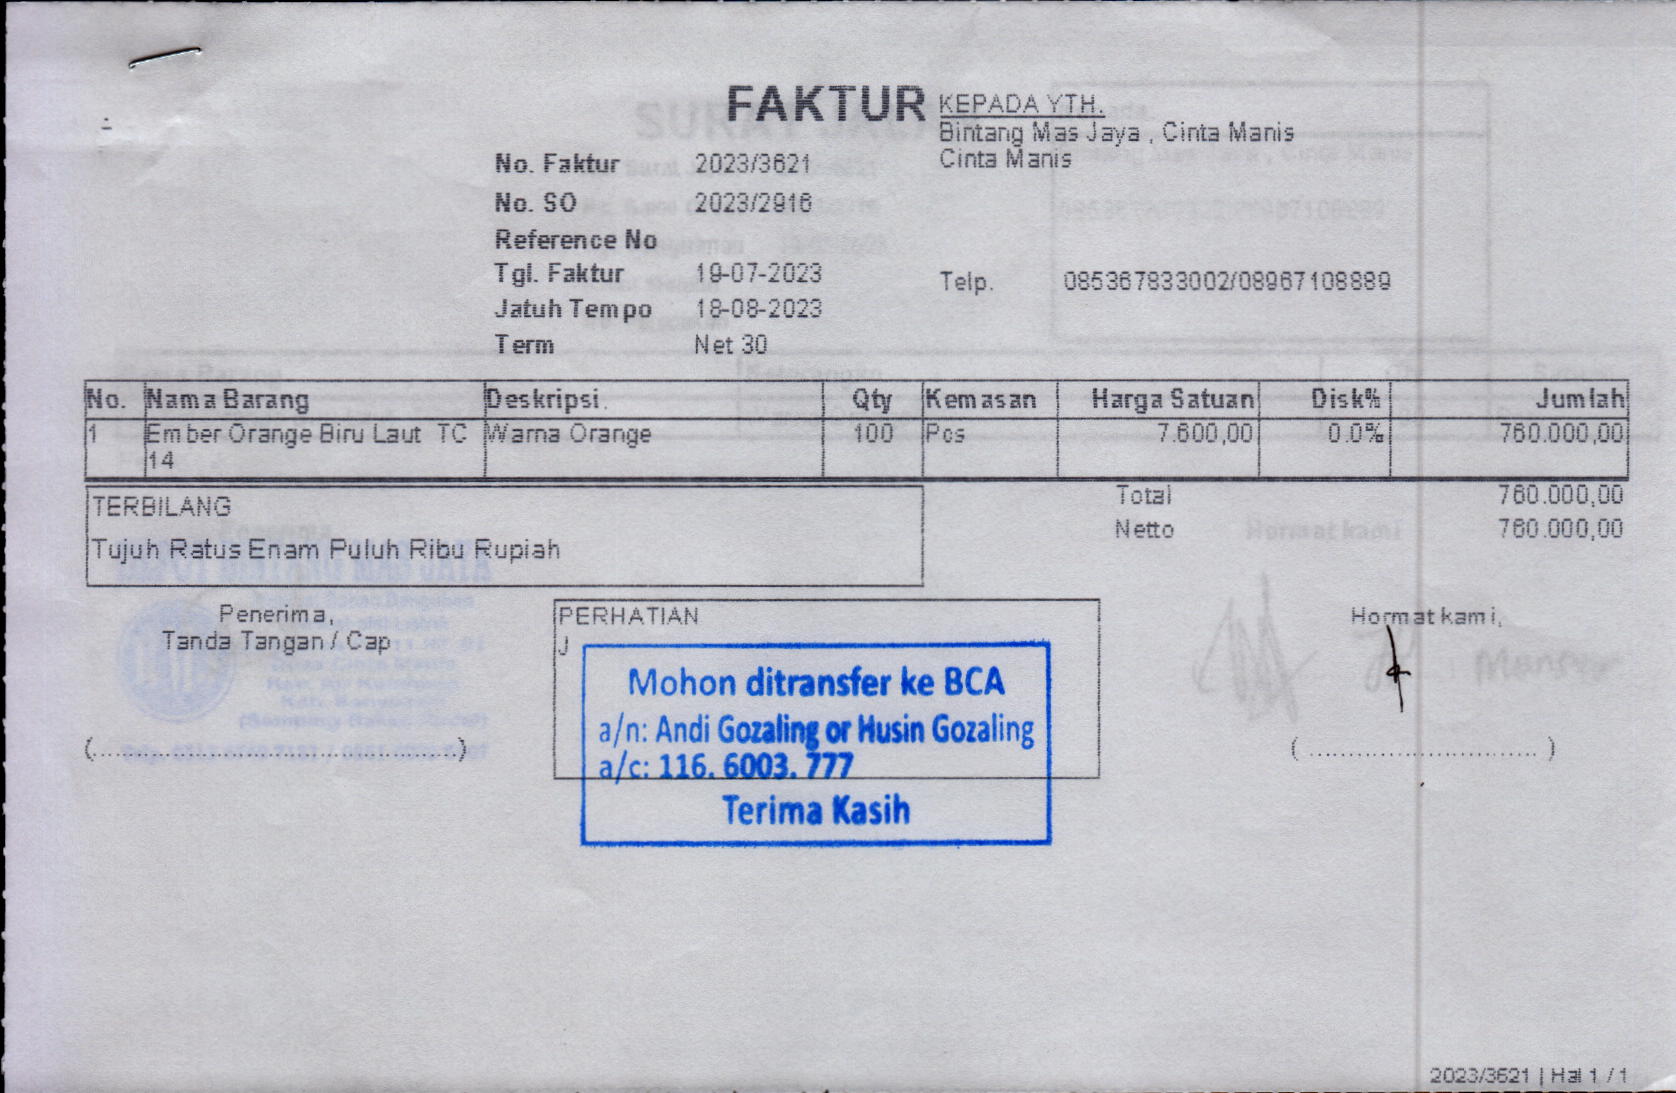 FAKTUR
KEPADA YTH.
Bintang Mas Jaya , Cinta Manis
Cinta Manis
No. Faktur 2023/3621
No. SO 2023/2916
Reference No
Tgl. Faktur 19-07-2023
Telp. 085367833002/08967108889
Jatuh Tempo 18-08-2023
Term Net 30
No. Nama Barang Deskripsi. Qty Kemasan Harga Satuan Disk% Jumlah
1 Ember Orange Biru Laut TC Warna Orange 100 Pcs 7.600,00 0.0% 760.000,00
14
Total 760.000,00
TERBILANG
Netto 760.000,00
Tujuh Ratus Enam Puluh Ribu Rupiah
Penerima,
Tanda Tangan / Cap
(..........................................................)
PERHATIAN
J
Mohon ditransfer ke BCA
a/n: Andi Gozaling or Husin Gozaling
a/c: 116. 6003. 777
Terima Kasih
Hormat kami,
( .................................... )
2023/3621 | Hal 1 / 1